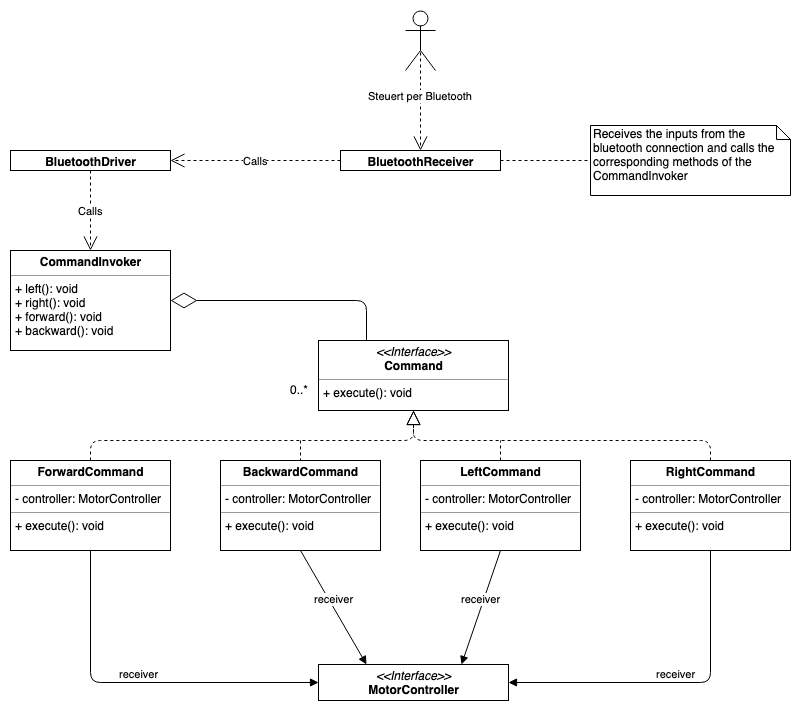 Steuert per Bluetooth
Receives the inputs from the
bluetooth connection and calls the
corresponding methods of the
CommandInvoker
BluetoothDriver
Calls
BluetoothReceiver
Calls
CommandInvoker
+ left(): void
+ right(): void
+ forward(): void
+ backward(): void
<<Interface>>
Command
0..*
+ execute(): void
ForwardCommand
- controller: MotorController
+ execute(): void
BackwardCommand
- controller: MotorController
+ execute(): void
LeftCommand
- controller: MotorController
+ execute(): void
RightCommand
- controller: MotorController
+ execute(): void
receiver
receiver
receiver
receiver
<<Interface>>
MotorController